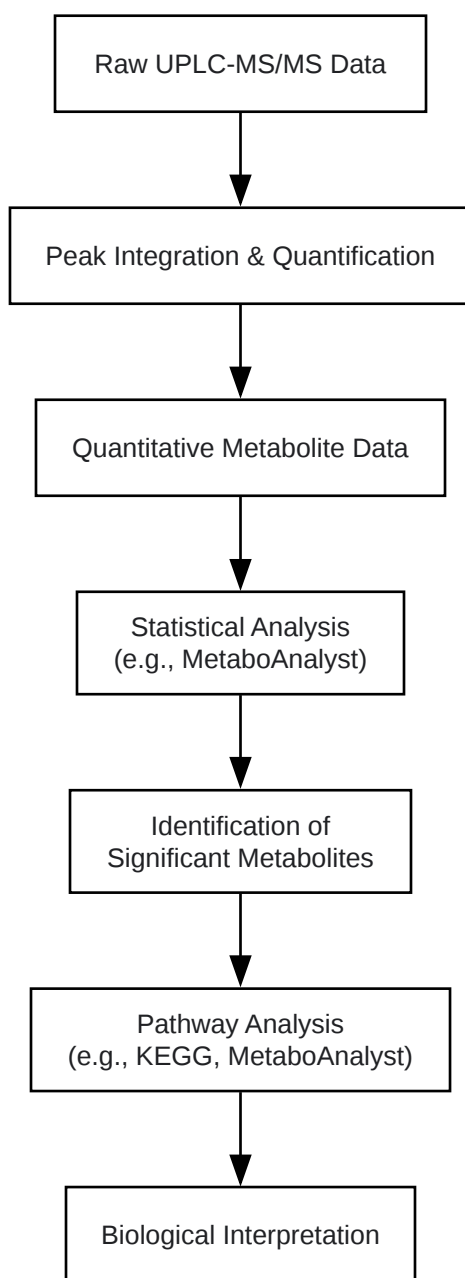 Raw UPLC-MS/MS Data
Peak Integration & Quantification
Quantitative Metabolite Data
Statistical Analysis
(e.g., MetaboAnalyst)
Identification of
Significant Metabolites
Pathway Analysis
(e.g., KEGG, MetaboAnalyst)
Biological Interpretation